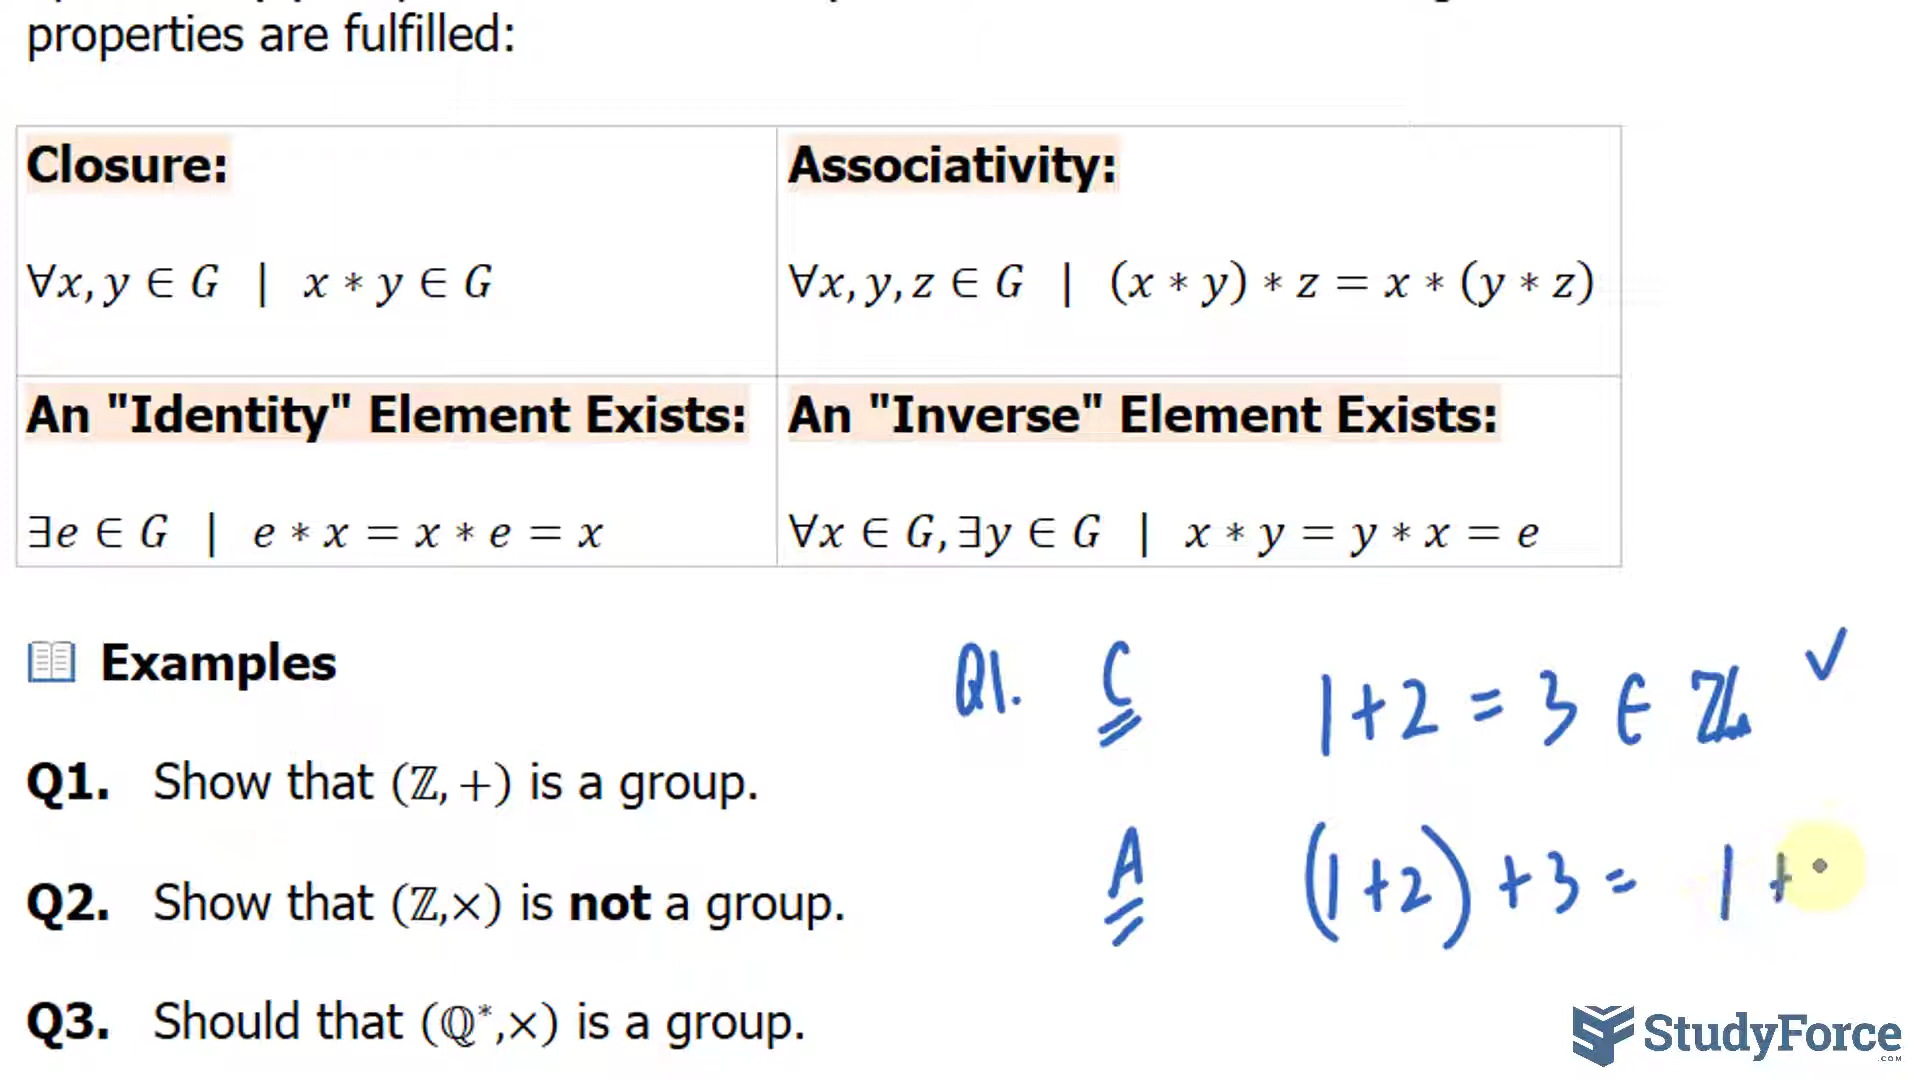 properties are fulfilled:
Closure:
∀x, y ∈ G | x * y ∈ G
Associativity:
∀x, y, z ∈ G | (x * y) * z = x * (y * z)
An "Identity" Element Exists:
∃e ∈ G | e * x = x * e = x
An "Inverse" Element Exists:
∀x ∈ G, ∃y ∈ G | x * y = y * x = e
Examples
Q1. Show that (ℤ, +) is a group.
Q2. Show that (ℤ,×) is not a group.
Q3. Should that (ℚ*,×) is a group.
Q1. C 1+2 = 3 ∈ ℤ ✓
A (1+2)+3 = 1 +
StudyForce
.COM